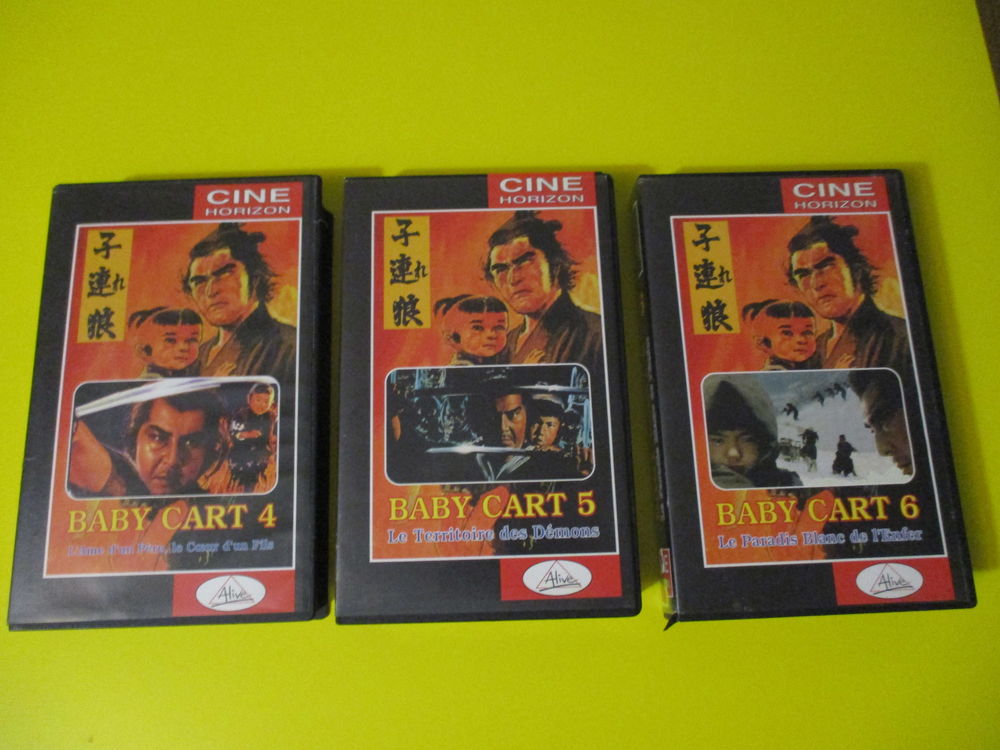 CINE
HORIZON
子
連れ
狼
BABY CART 4
L'Ame d'un Père, le Cœur d'un Fils
Alive
CINE
HORIZON
子
連れ
狼
BABY CART 5
Le Territoire des Démons
Alive
CINE
HORIZON
子
連れ
狼
BABY CART 6
Le Paradis Blanc de l'Enfer
Alive